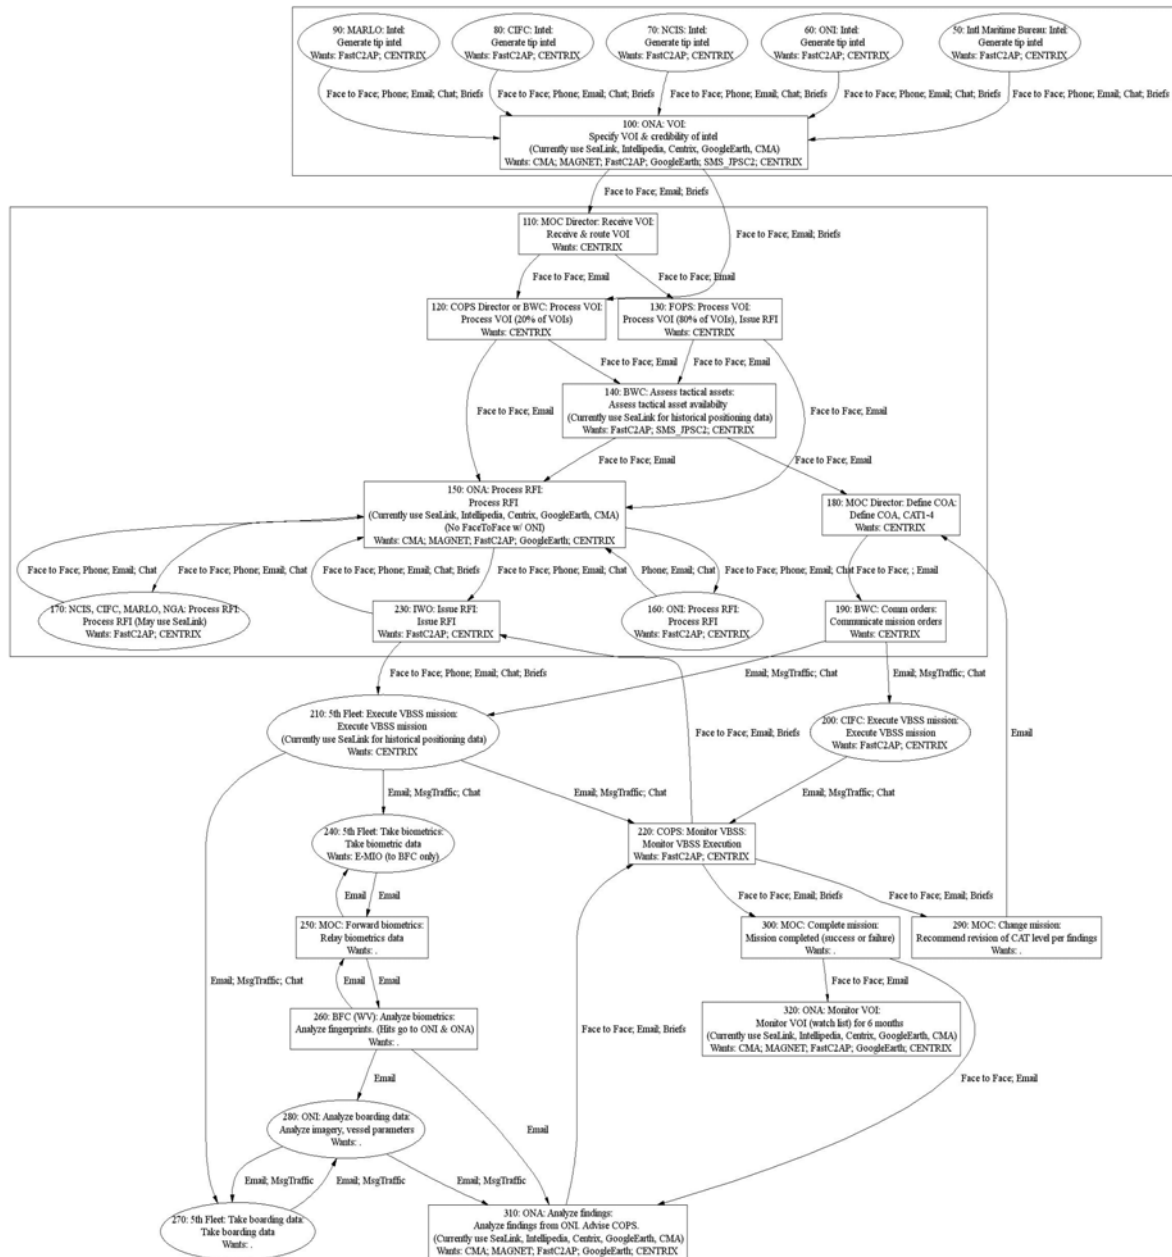 90: MARLO: Intel:
Generate tip intel
Wants: FastC2AP; CENTRIX
80: CIFC: Intel:
Generate tip intel
Wants: FastC2AP; CENTRIX
70: NCIS: Intel:
Generate tip intel
Wants: FastC2AP; CENTRIX
60: ONI: Intel:
Generate tip intel
Wants: FastC2AP; CENTRIX
50: Intl Maritime Bureau: Intel:
Generate tip intel
Wants: FastC2AP; CENTRIX
Face to Face; Phone; Email; Chat; Briefs
Face to Face; Phone; Email; Chat; Briefs
Face to Face; Phone; Email; Chat; Briefs
Face to Face; Phone; Email; Chat; Briefs
Face to Face; Phone; Email; Chat; Briefs
100: ONA: VOI:
Specify VOI & credibility of intel
(Currently use SeaLink, Intellipedia, Centrix, GoogleEarth, CMA)
Wants: CMA; MAGNET; FastC2AP; GoogleEarth; SMS_JPSC2; CENTRIX
Face to Face; Email; Briefs
110: MOC Director: Receive VOI:
Receive & route VOI
Wants: CENTRIX
Face to Face; Email; Briefs
Face to Face; Email
Face to Face; Email
120: COPS Director or BWC: Process VOI:
Process VOI (20% of VOIs)
Wants: CENTRIX
130: FOPS: Process VOI:
Process VOI (80% of VOIs), Issue RFI
Wants: CENTRIX
Face to Face; Email
Face to Face; Email
140: BWC: Assess tactical assets:
Assess tactical asset availabilty
(Currently use SeaLink for historical positioning data)
Wants: FastC2AP; SMS_JPSC2; CENTRIX
Face to Face; Email
Face to Face; Email
Face to Face; Email
Face to Face; Email
150: ONA: Process RFI:
Process RFI
(Currently use SeaLink, Intellipedia, Centrix, GoogleEarth, CMA)
(No FaceToFace w/ ONI)
Wants: CMA; MAGNET; FastC2AP; GoogleEarth; CENTRIX
180: MOC Director: Define COA:
Define COA, CAT1-4
Wants: CENTRIX
Face to Face; Phone; Email; Chat
Face to Face; Phone; Email; Chat
Face to Face; Phone; Email; Chat; Briefs
Face to Face; Phone; Email; Chat
Phone; Email; Chat
Face to Face; Phone; Email; Chat
Face to Face; ; Email
170: NCIS, CIFC, MARLO, NGA: Process RFI:
Process RFI (May use SeaLink)
Wants: FastC2AP; CENTRIX
230: IWO: Issue RFI:
Issue RFI
Wants: FastC2AP; CENTRIX
160: ONI: Process RFI:
Process RFI
Wants: FastC2AP; CENTRIX
190: BWC: Comm orders:
Communicate mission orders
Wants: CENTRIX
Face to Face; Phone; Email; Chat; Briefs
Email; MsgTraffic; Chat
Email; MsgTraffic; Chat
210: 5th Fleet: Execute VBSS mission:
Execute VBSS mission
(Currently use SeaLink for historical positioning data)
Wants: CENTRIX
200: CIFC: Execute VBSS mission:
Execute VBSS mission
Wants: FastC2AP; CENTRIX
Face to Face; Email; Briefs
Email
Email; MsgTraffic; Chat
Email; MsgTraffic; Chat
Email; MsgTraffic; Chat
240: 5th Fleet: Take biometrics:
Take biometric data
Wants: E-MIO (to BFC only)
220: COPS: Monitor VBSS:
Monitor VBSS Execution
Wants: FastC2AP; CENTRIX
Email
Email
Face to Face; Email; Briefs
Face to Face; Email; Briefs
250: MOC: Forward biometrics:
Relay biometrics data
Wants: .
300: MOC: Complete mission:
Mission completed (success or failure)
Wants: .
290: MOC: Change mission:
Recommend revision of CAT level per findings
Wants: .
Email; MsgTraffic; Chat
Email
Email
Face to Face; Email
260: BFC (WV): Analyze biometrics:
Analyze fingerprints. (Hits go to ONI & ONA)
Wants: .
320: ONA: Monitor VOI:
Monitor VOI (watch list) for 6 months
(Currently use SeaLink, Intellipedia, Centrix, GoogleEarth, CMA)
Wants: CMA; MAGNET; FastC2AP; GoogleEarth; CENTRIX
Face to Face; Email; Briefs
Email
Face to Face; Email
280: ONI: Analyze boarding data:
Analyze imagery, vessel parameters
Wants: .
Email
Email; MsgTraffic
Email; MsgTraffic
Email; MsgTraffic
270: 5th Fleet: Take boarding data:
Take boarding data
Wants: .
310: ONA: Analyze findings:
Analyze findings from ONI. Advise COPS.
(Currently use SeaLink, Intellipedia, Centrix, GoogleEarth, CMA)
Wants: CMA; MAGNET; FastC2AP; GoogleEarth; CENTRIX